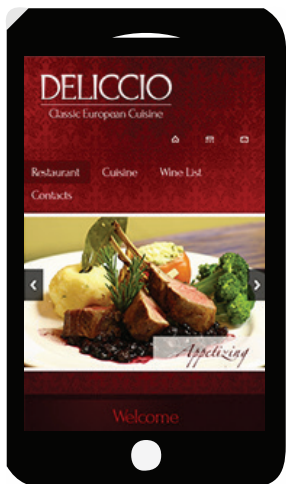 DELICCIO
Classic European Cuisine
Restaurant Cuisine Wine List
Contacts
Appetizing
Welcome